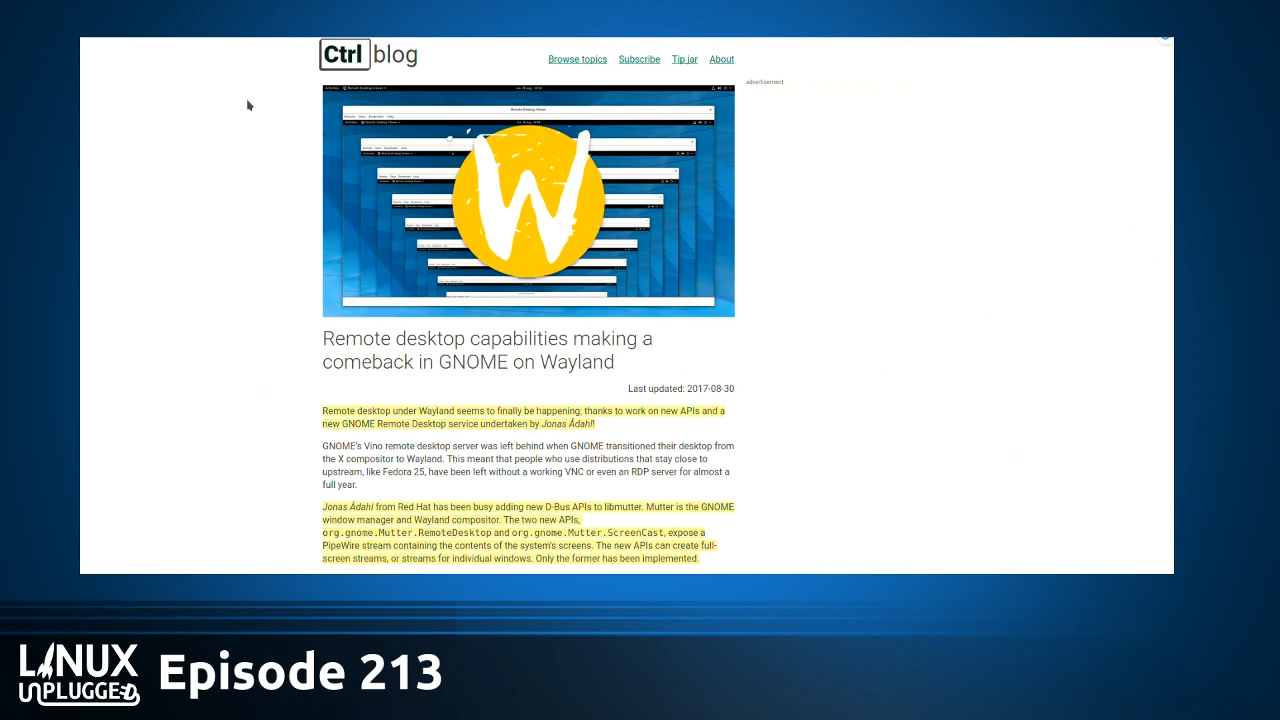 Ctrl blog
Browse topics Subscribe Tip jar About
advertisement
Remote Desktop Viewer
W
Remote desktop capabilities making a
comeback in GNOME on Wayland
Last updated: 2017-08-30
Remote desktop under Wayland seems to finally be happening; thanks to work on new APIs and a
new GNOME Remote Desktop service undertaken by Jonas Ådahl!
GNOME's Vino remote desktop server was left behind when GNOME transitioned their desktop from
the X compositor to Wayland. This meant that people who use distributions that stay close to
upstream, like Fedora 25, have been left without a working VNC or even an RDP server for almost a
full year.
Jonas Ådahl from Red Hat has been busy adding new D-Bus APIs to libmutter. Mutter is the GNOME
window manager and Wayland compositor. The two new APIs,
org.gnome.Mutter.RemoteDesktop and org.gnome.Mutter.ScreenCast, expose a
PipeWire stream containing the contents of the system's screens. The new APIs can create full-
screen streams, or streams for individual windows. Only the former has been implemented.
LINUX
UNPLUGGED
Episode 213